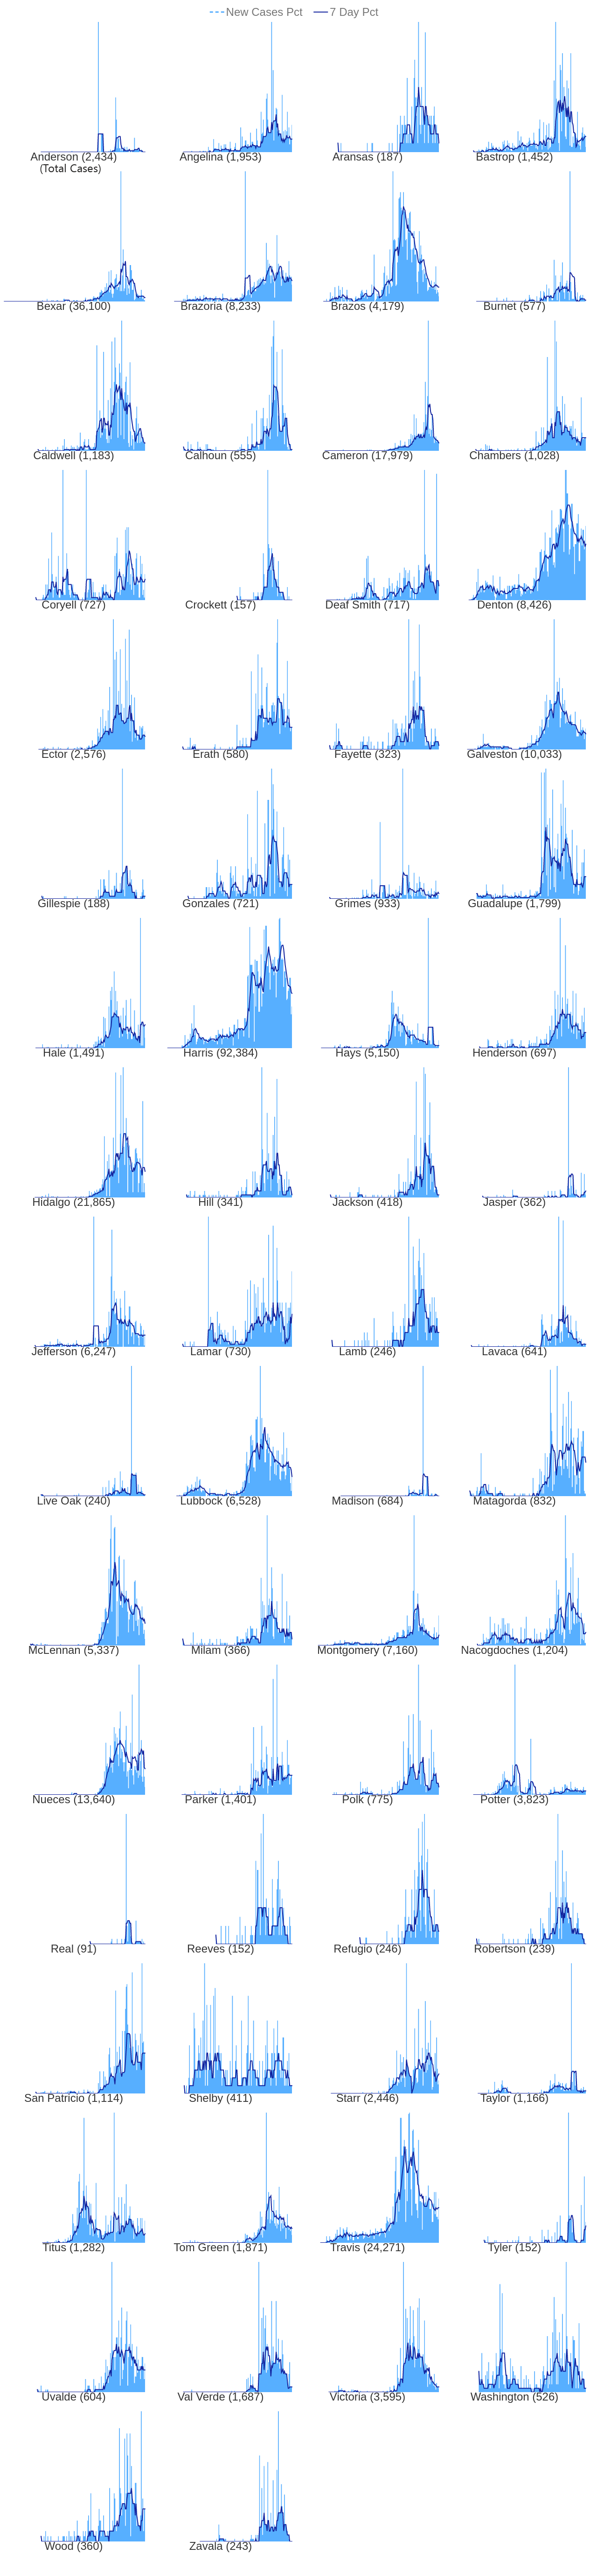 New Cases Pct 7 Day Pct
Anderson (2,434) Angelina (1,953) Aransas (187) Bastrop (1,452)
(Total Cases)
Bexar (36,100) Brazoria (8,233) Brazos (4,179) Burnet (577)
Caldwell (1,183) Calhoun (555) Cameron (17,979) Chambers (1,028)
Coryell (727) Crockett (157) Deaf Smith (717) Denton (8,426)
Ector (2,576) Erath (580) Fayette (323) Galveston (10,033)
Gillespie (188) Gonzales (721) Grimes (933) Guadalupe (1,799)
Hale (1,491) Harris (92,384) Hays (5,150) Henderson (697)
Hidalgo (21,865) Hill (341) Jackson (418) Jasper (362)
Jefferson (6,247) Lamar (730) Lamb (246) Lavaca (641)
Live Oak (240) Lubbock (6,528) Madison (684) Matagorda (832)
McLennan (5,337) Milam (366) Montgomery (7,160) Nacogdoches (1,204)
Nueces (13,640) Parker (1,401) Polk (775) Potter (3,823)
Real (91) Reeves (152) Refugio (246) Robertson (239)
San Patricio (1,114) Shelby (411) Starr (2,446) Taylor (1,166)
Titus (1,282) Tom Green (1,871) Travis (24,271) Tyler (152)
Uvalde (604) Val Verde (1,687) Victoria (3,595) Washington (526)
Wood (360) Zavala (243)